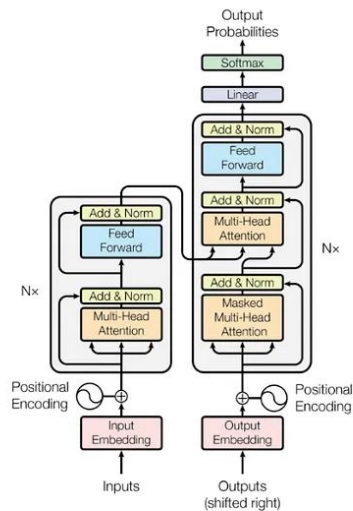 Output
Probabilities
Softmax
Linear
Add & Norm
Feed
Forward
Add & Norm
Multi-Head
Attention
Add & Norm
Masked
Multi-Head
Attention
Nx
Add & Norm
Feed
Forward
Add & Norm
Multi-Head
Attention
Nx
Positional
Encoding
Positional
Encoding
Input
Embedding
Output
Embedding
Inputs
Outputs
(shifted right)